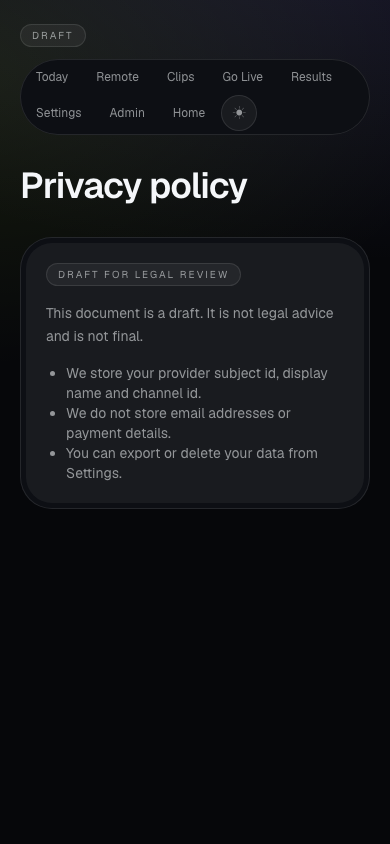 DRAFT
Today Remote Clips Go Live Results
Settings Admin Home
Privacy policy
DRAFT FOR LEGAL REVIEW
This document is a draft. It is not legal advice
and is not final.
We store your provider subject id, display
name and channel id.
We do not store email addresses or
payment details.
You can export or delete your data from
Settings.